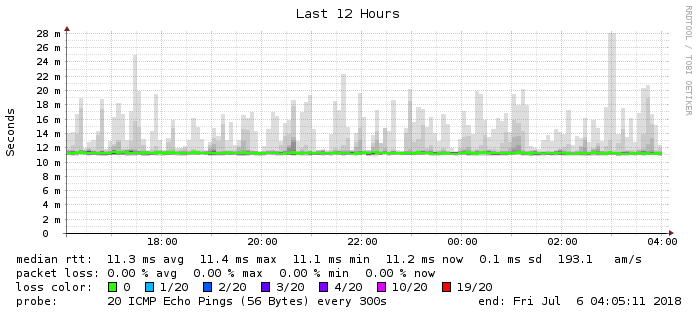 Last 12 Hours
RRDTOOL / TOBI OETIKER
Seconds
28 m
26 m
24 m
22 m
20 m
18 m
16 m
14 m
12 m
10 m
8 m
6 m
4 m
2 m
0
18:00 20:00 22:00 00:00 02:00 04:00
median rtt: 11.3 ms avg 11.4 ms max 11.1 ms min 11.2 ms now 0.1 ms sd 193.1 am/s
packet loss: 0.00 % avg 0.00 % max 0.00 % min 0.00 % now
loss color: 0 1/20 2/20 3/20 4/20 10/20 19/20
probe: 20 ICMP Echo Pings (56 Bytes) every 300s end: Fri Jul 6 04:05:11 2018